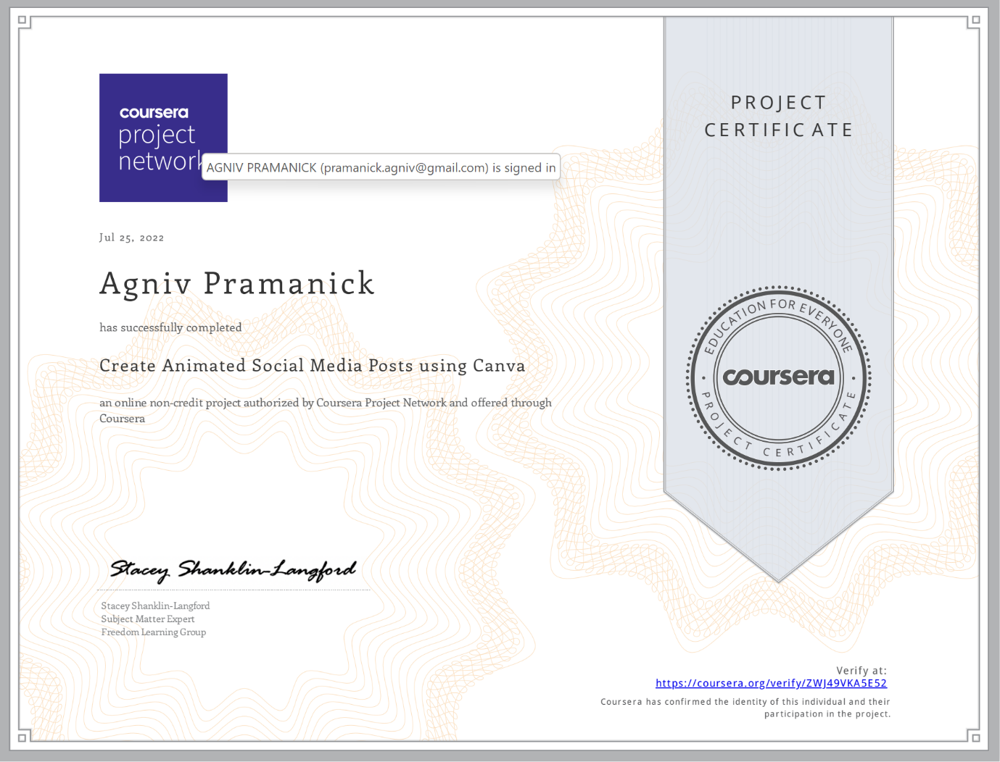 coursera
project
network
AGNIV PRAMANICK (pramanick.agniv@gmail.com) is signed in
PROJECT
CERTIFICATE
Jul 25, 2022
Agniv Pramanick
has successfully completed
Create Animated Social Media Posts using Canva
an online non-credit project authorized by Coursera Project Network and offered through
Coursera
EDUCATION FOR EVERYONE
coursera
PROJECT CERTIFICATE
Stacey Shanklin-Langford
Stacey Shanklin-Langford
Subject Matter Expert
Freedom Learning Group
Verify at:
https://coursera.org/verify/ZWJ49VKA5E52
Coursera has confirmed the identity of this individual and their
participation in the project.